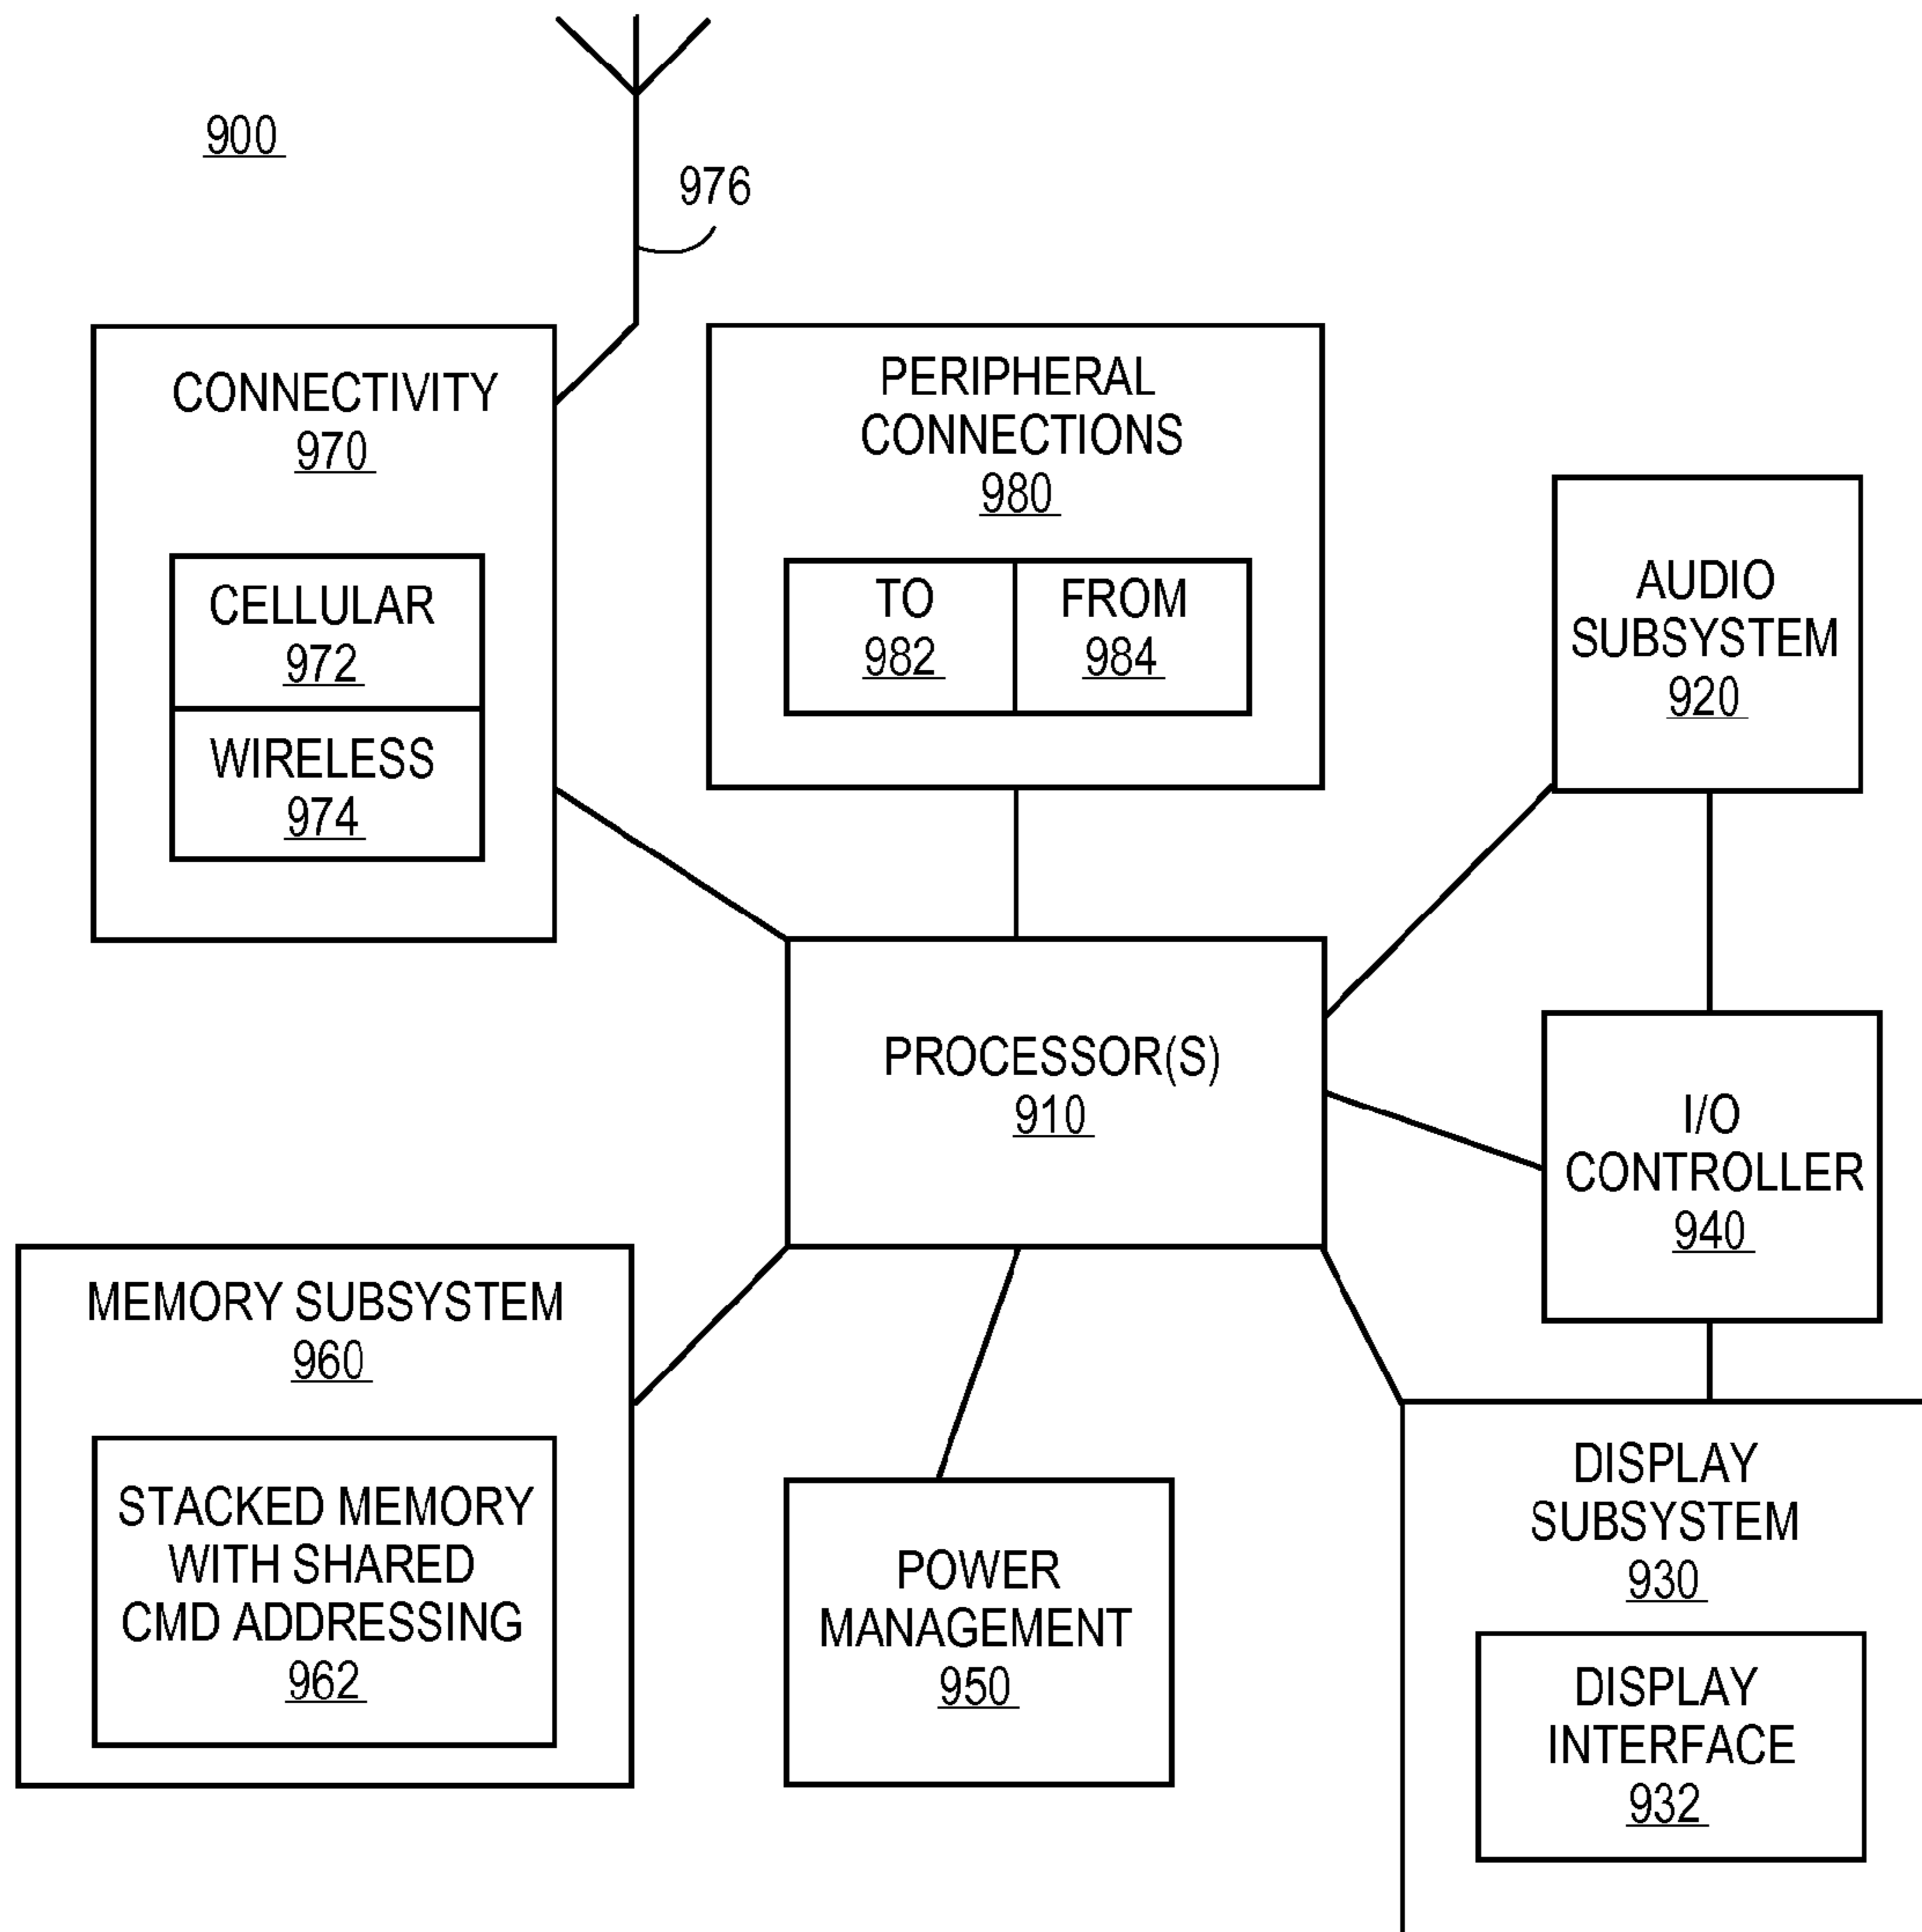 900
976
CONNECTIVITY
970
CELLULAR
972
WIRELESS
974
PERIPHERAL
CONNECTIONS
980
TO
982
FROM
984
AUDIO
SUBSYSTEM
920
PROCESSOR(S)
910
I/O
CONTROLLER
940
MEMORY SUBSYSTEM
960
STACKED MEMORY
WITH SHARED
CMD ADDRESSING
962
POWER
MANAGEMENT
950
DISPLAY
SUBSYSTEM
930
DISPLAY
INTERFACE
932